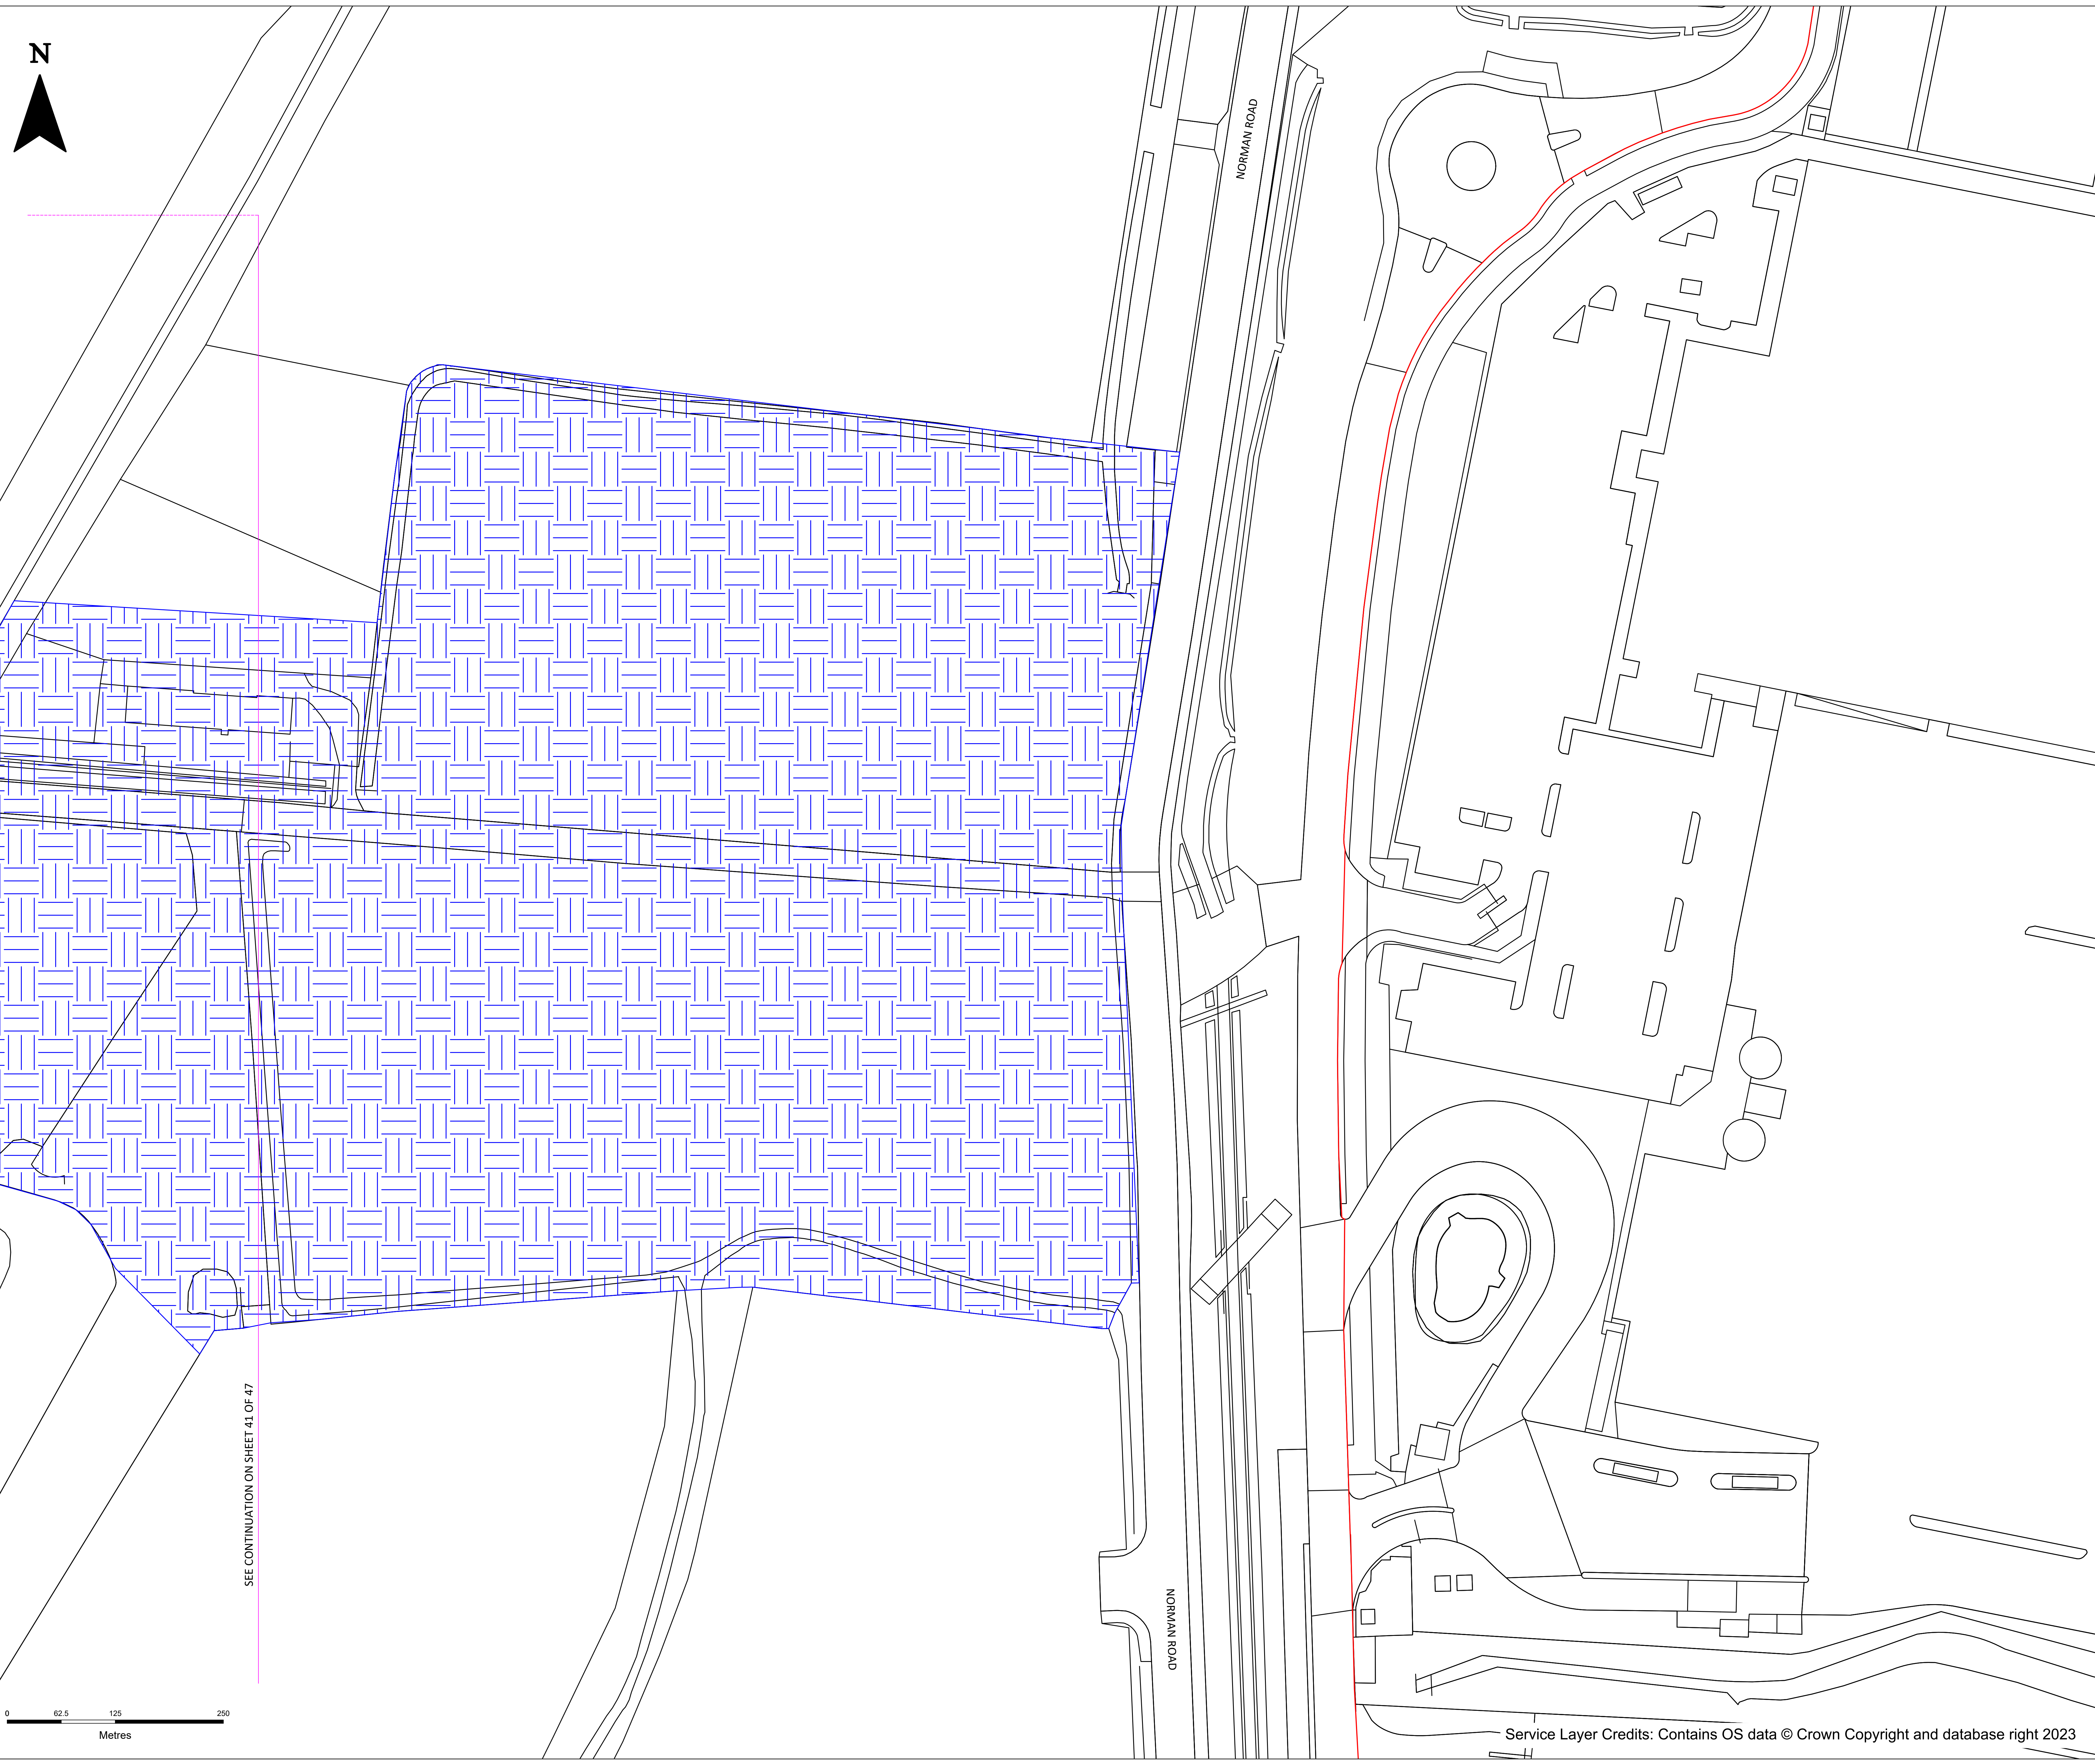 N
NORMAN ROAD
SEE CONTINUATION ON SHEET 41 OF 47
NORMAN ROAD
0 62.5 125 250
Metres
Service Layer Credits: Contains OS data © Crown Copyright and database right 2023